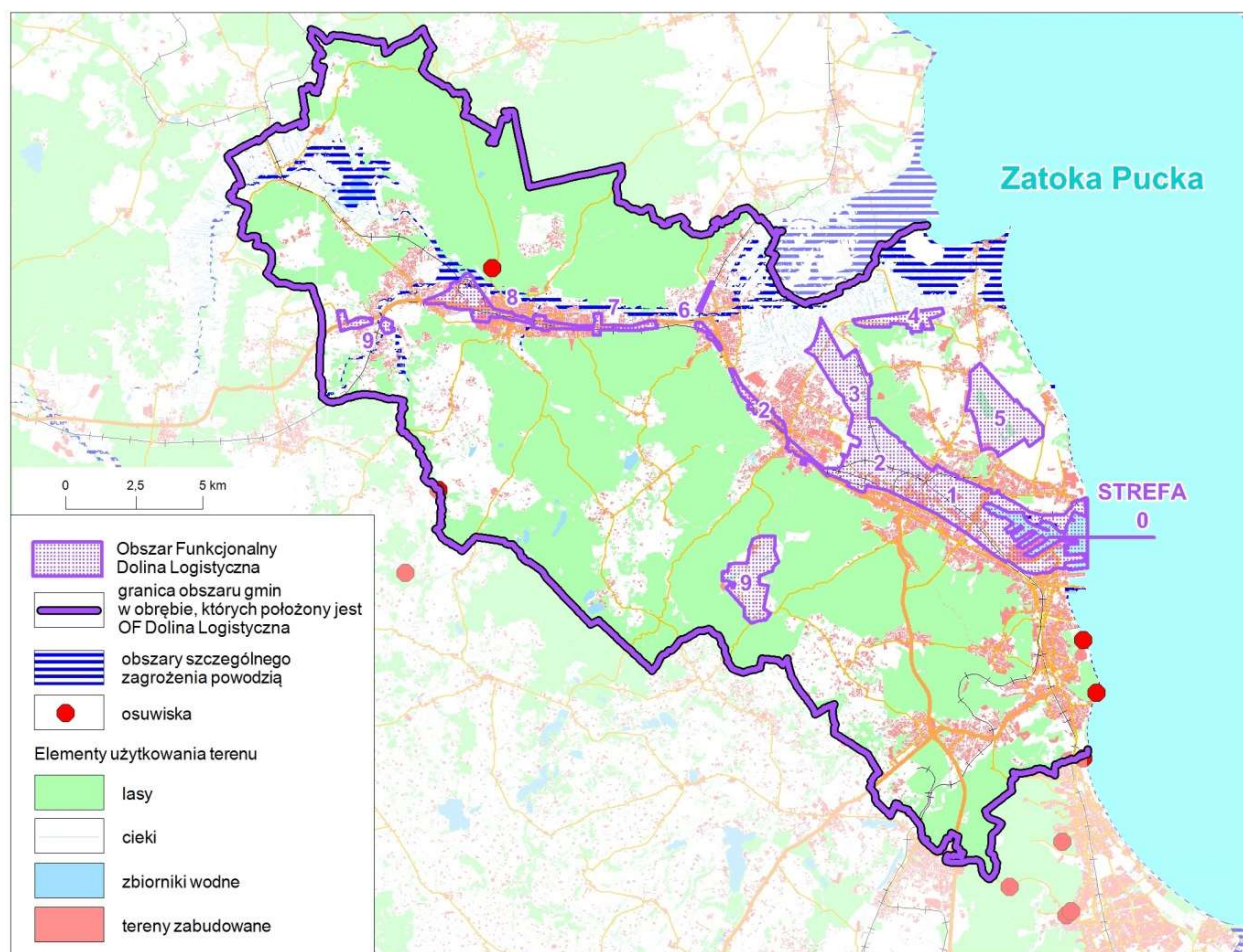 Zatoka Pucka
8
7
6
4
9
3
5
2
2
1
STREFA
0
9
0 2,5 5 km
Obszar Funkcjonalny
Dolina Logistyczna
granica obszaru gmin
w obrębie, których położony jest
OF Dolina Logistyczna
obszary szczególnego
zagrożenia powodzią
osuwiska
Elementy użytkowania terenu
lasy
cieki
zbiorniki wodne
tereny zabudowane